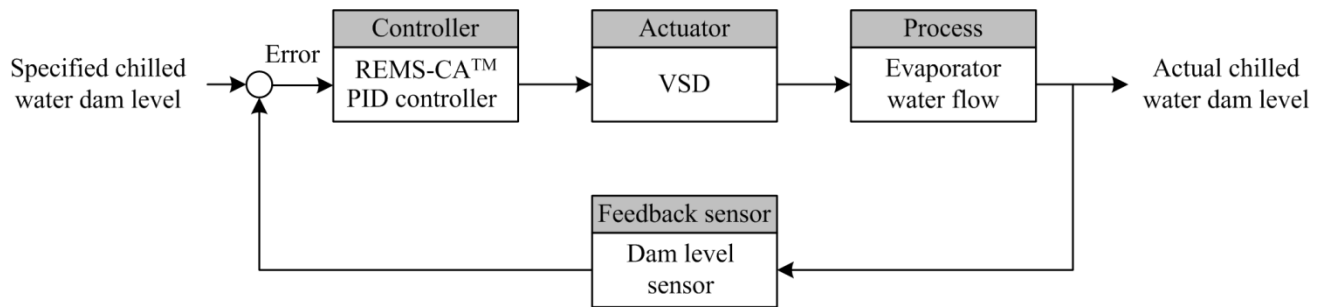 Specified chilled
water dam level
Error
Controller
REMS-CA™
PID controller
Actuator
VSD
Process
Evaporator
water flow
Actual chilled
water dam level
Feedback sensor
Dam level
sensor